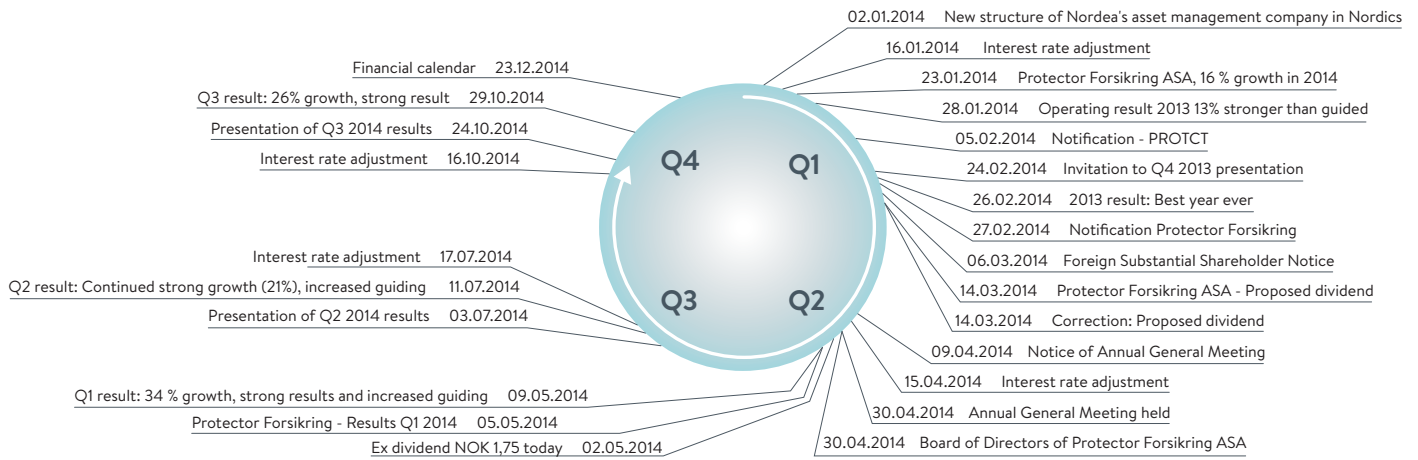 02.01.2014 New structure of Nordea's asset management company in Nordics
16.01.2014 Interest rate adjustment
23.01.2014 Protector Forsikring ASA, 16 % growth in 2014
28.01.2014 Operating result 2013 13% stronger than guided
05.02.2014 Notification - PROTCT
24.02.2014 Invitation to Q4 2013 presentation
26.02.2014 2013 result: Best year ever
27.02.2014 Notification Protector Forsikring
06.03.2014 Foreign Substantial Shareholder Notice
14.03.2014 Protector Forsikring ASA - Proposed dividend
14.03.2014 Correction: Proposed dividend
09.04.2014 Notice of Annual General Meeting
15.04.2014 Interest rate adjustment
30.04.2014 Annual General Meeting held
30.04.2014 Board of Directors of Protector Forsikring ASA
Financial calendar 23.12.2014
Q3 result: 26% growth, strong result 29.10.2014
Presentation of Q3 2014 results 24.10.2014
Interest rate adjustment 16.10.2014
Interest rate adjustment 17.07.2014
Q2 result: Continued strong growth (21%), increased guiding 11.07.2014
Presentation of Q2 2014 results 03.07.2014
Q1 result: 34 % growth, strong results and increased guiding 09.05.2014
Protector Forsikring - Results Q1 2014 05.05.2014
Ex dividend NOK 1,75 today 02.05.2014
Q4
Q1
Q3
Q2